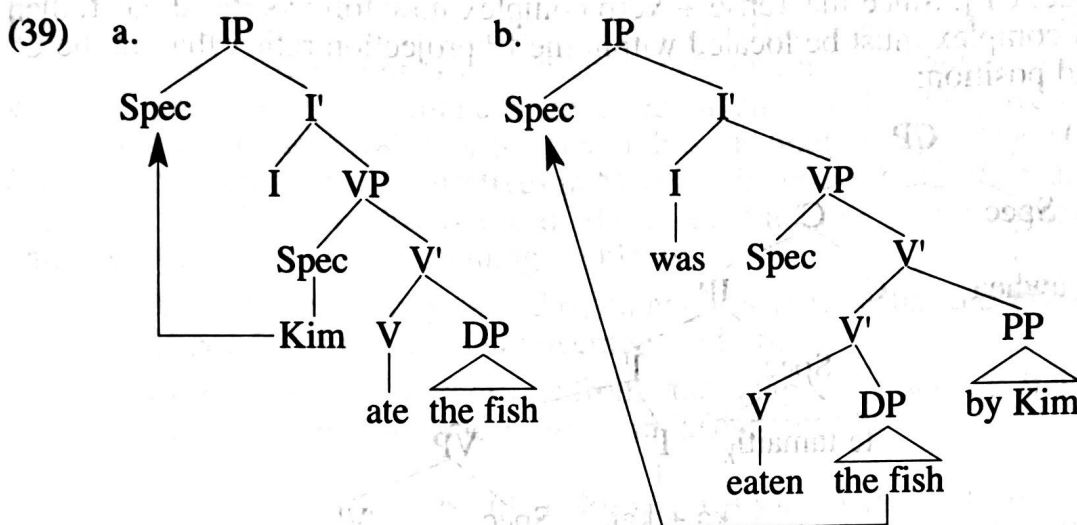 (39) a. IP b. IP
Spec I' Spec I'
I VP I VP
Spec V' was Spec V'
Kim V DP V' PP
ate the fish V DP by Kim
eaten the fish